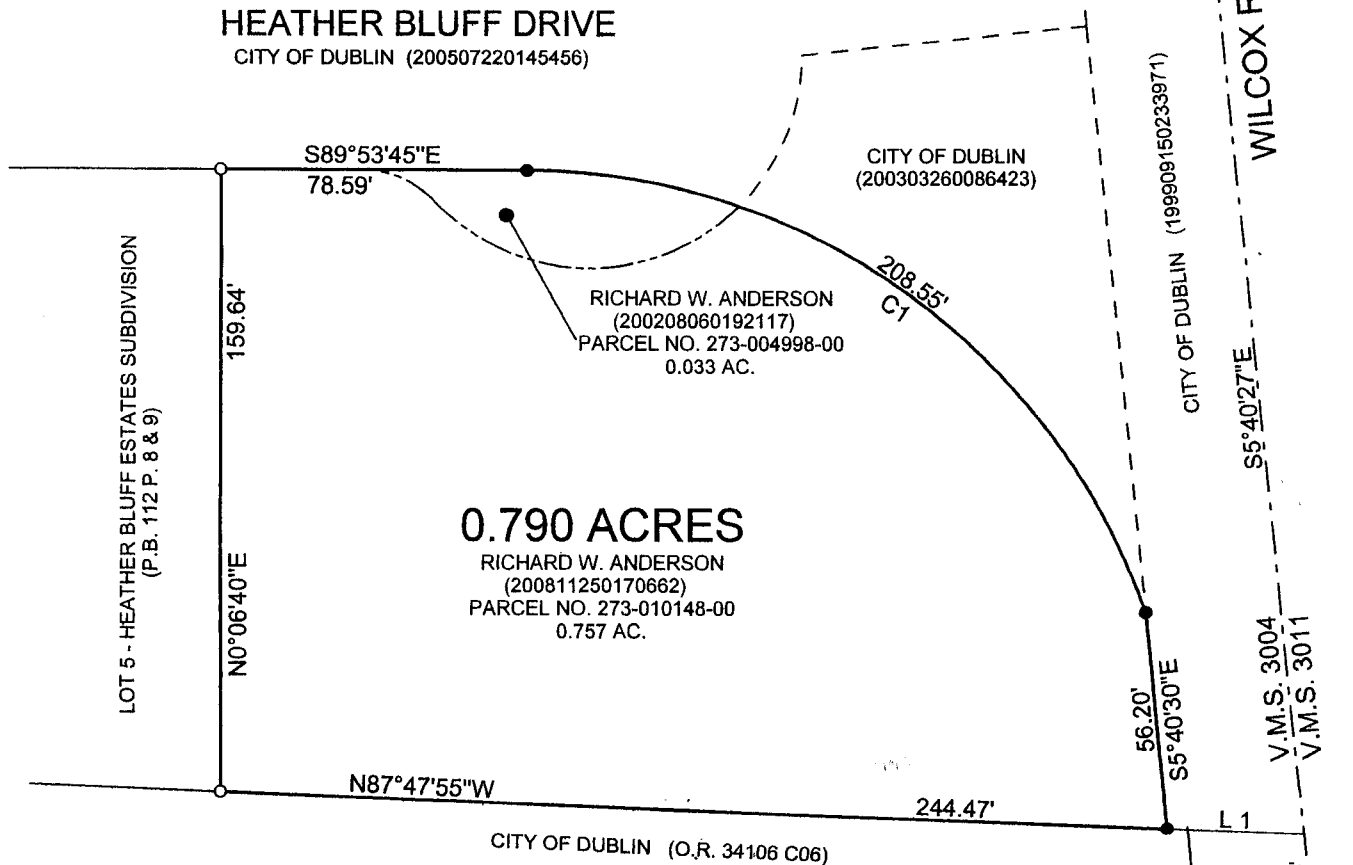 HEATHER BLUFF DRIVE
CITY OF DUBLIN (200507220145456)
WILCOX
S89°53'45"E
78.59'
CITY OF DUBLIN
(200303260086423)
CITY OF DUBLIN (199909150233971)
208.55'
C1
RICHARD W. ANDERSON
(200208060192117)
PARCEL NO. 273-004998-00
0.033 AC.
LOT 5 - HEATHER BLUFF ESTATES SUBDIVISION
(P.B. 112 P. 8 & 9)
159.64'
N0°06'40"E
S5°40'27"E
0.790 ACRES
RICHARD W. ANDERSON
(200811250170662)
PARCEL NO. 273-010148-00
0.757 AC.
56.20'
S5°40'30"E
V.M.S. 3004
V.M.S. 3011
N87°47'55"W
244.47'
L 1
CITY OF DUBLIN (O.R. 34106 C06)